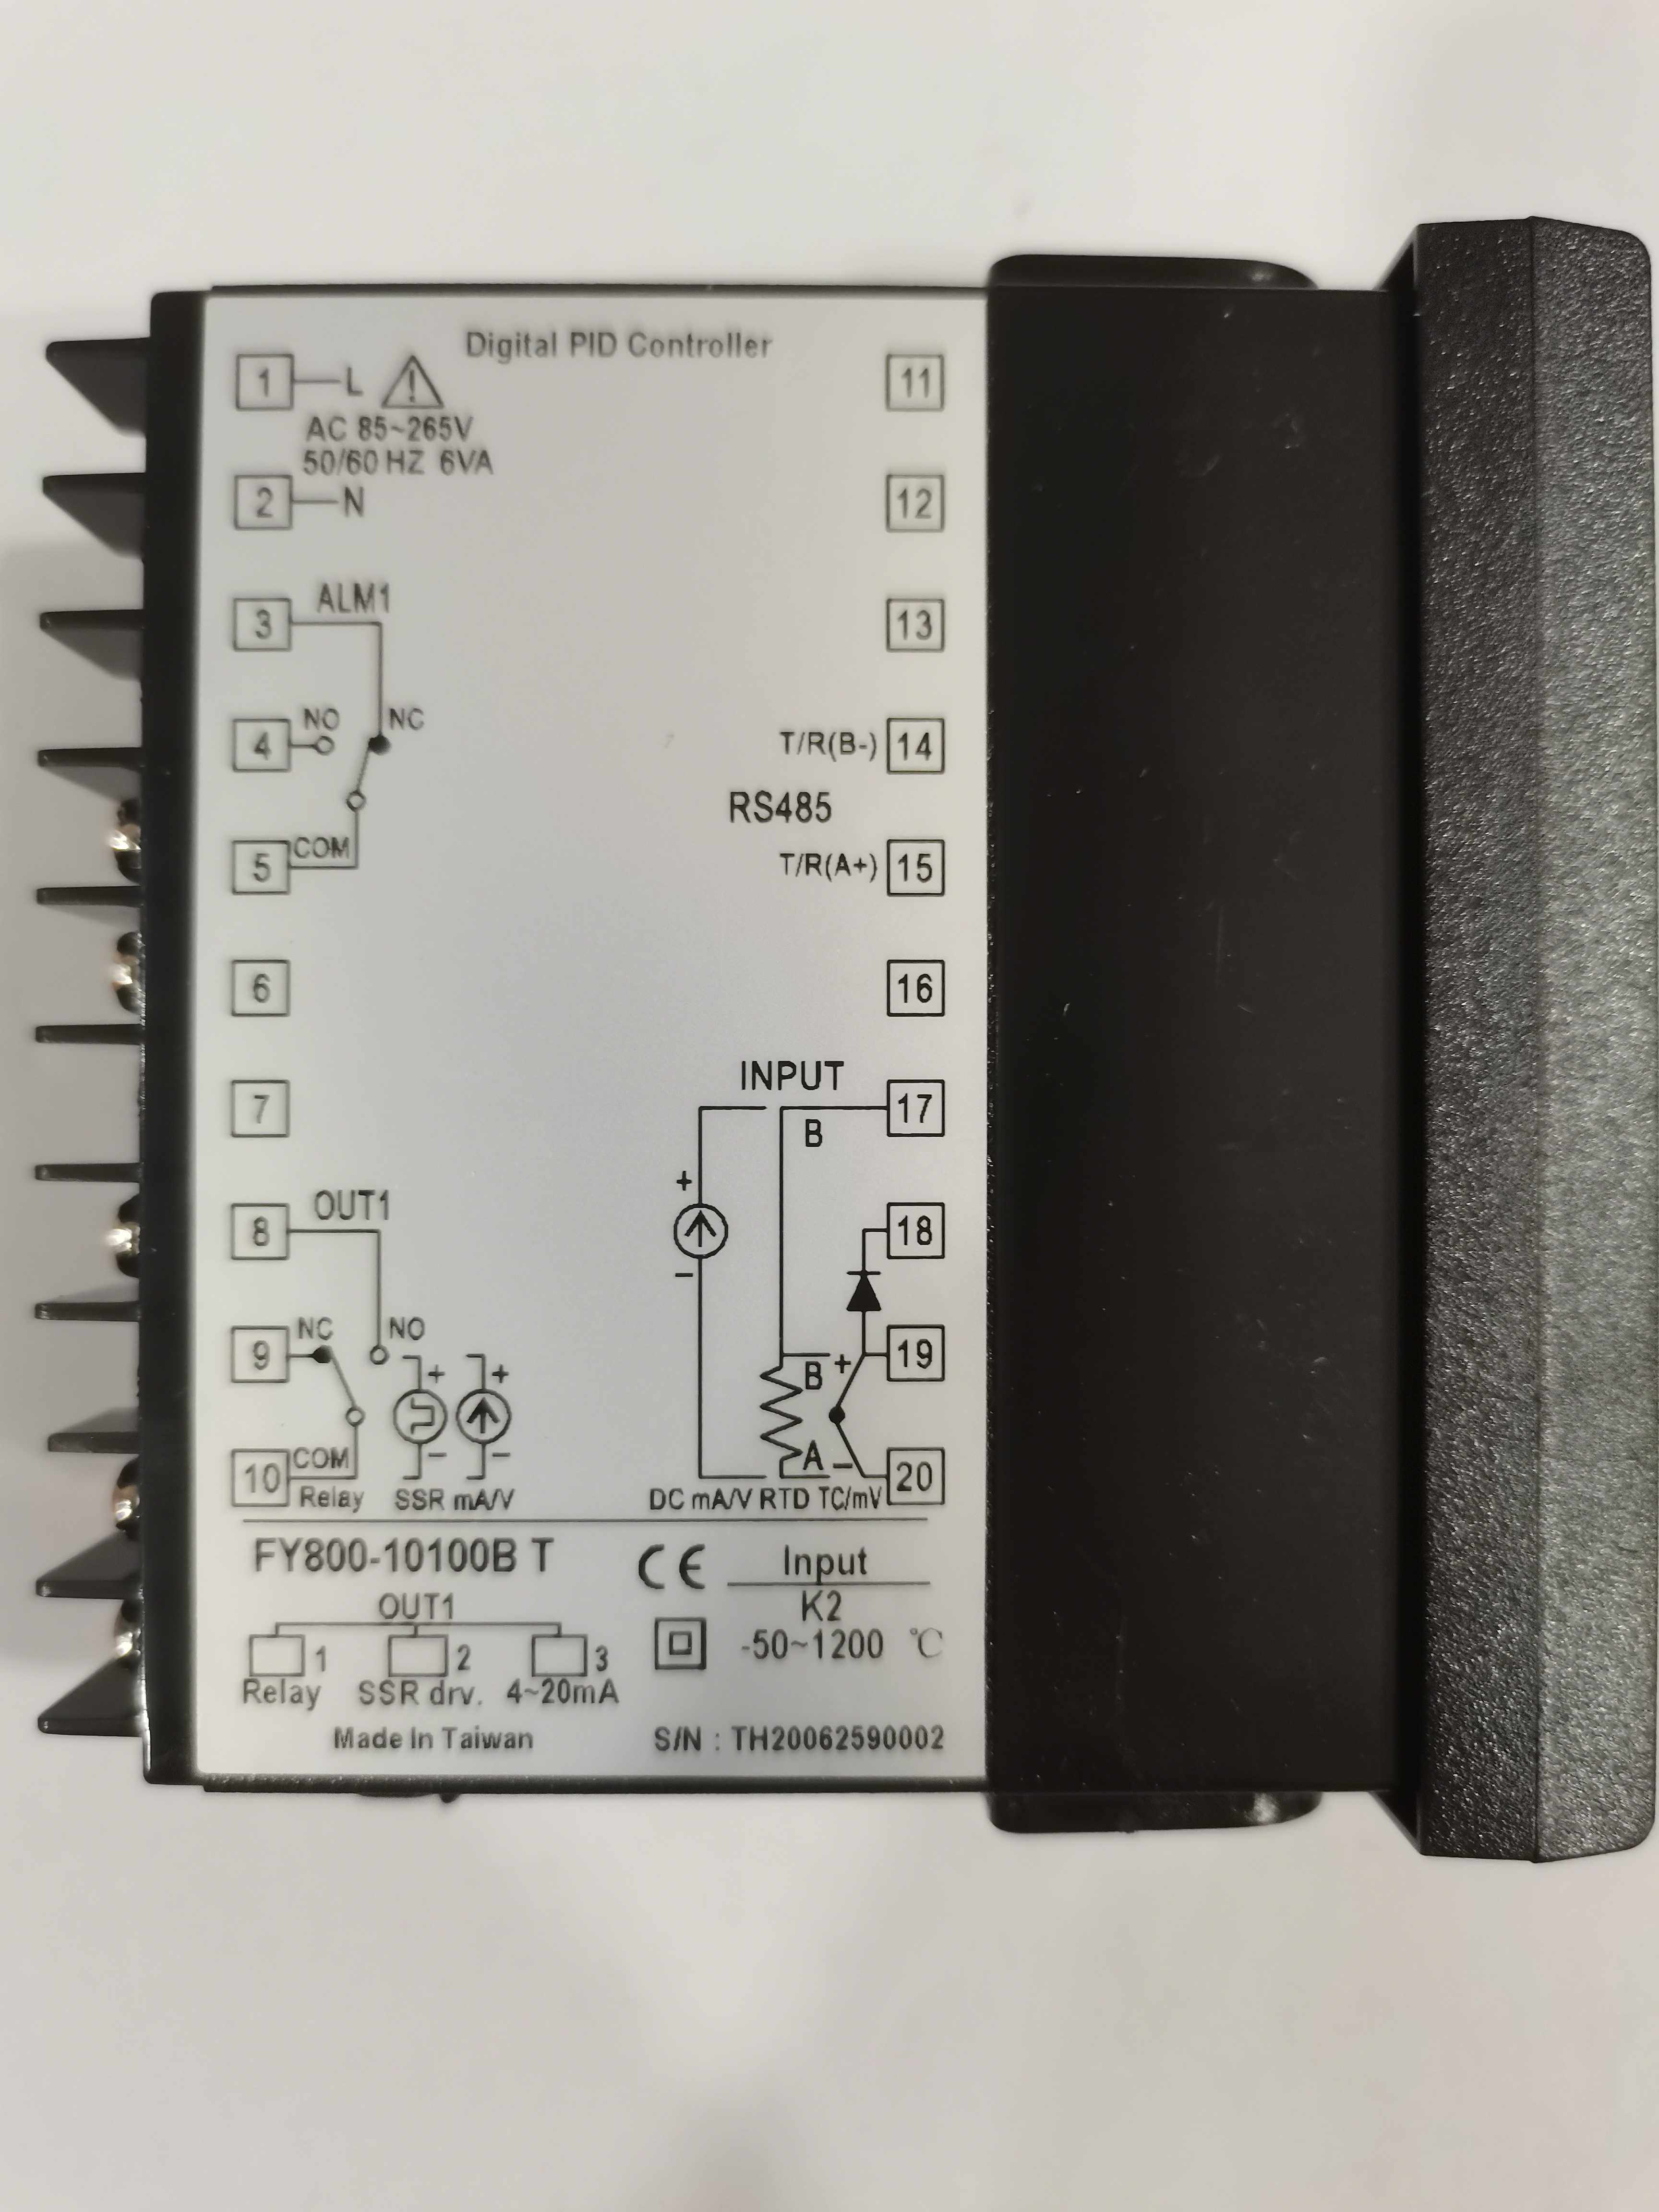 Digital PID Controller
1 L
AC 85~265V
50/60 HZ 6VA
2 N
3 ALM1
4 NO NC
5 COM
6
7
8 OUT1
9 NC NO
+ +
- -
10 COM
Relay SSR mA/V
11
12
13
T/R(B-) 14
RS485
T/R(A+) 15
16
INPUT
17
B
+
18
-
B + 19
A - 20
DC mA/V RTD TC/mV
FY800-10100B T
OUT1
1 2 3
Relay SSR drv. 4~20mA
CE
Input
K2
-50~1200 ℃
Made In Taiwan
S/N : TH20062590002